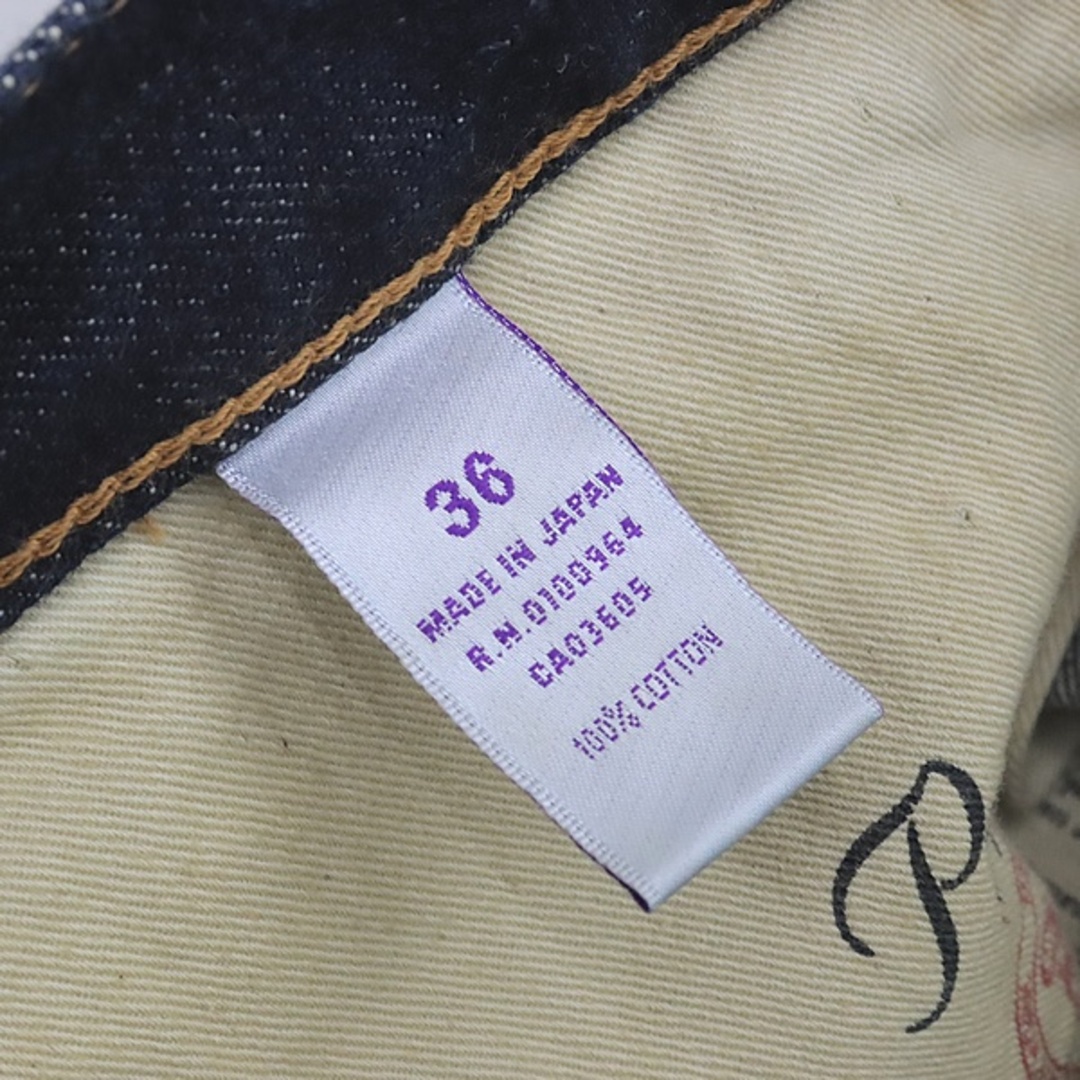 36
MADE IN JAPAN
R.N.0100964
CA03605
100% COTTON
P